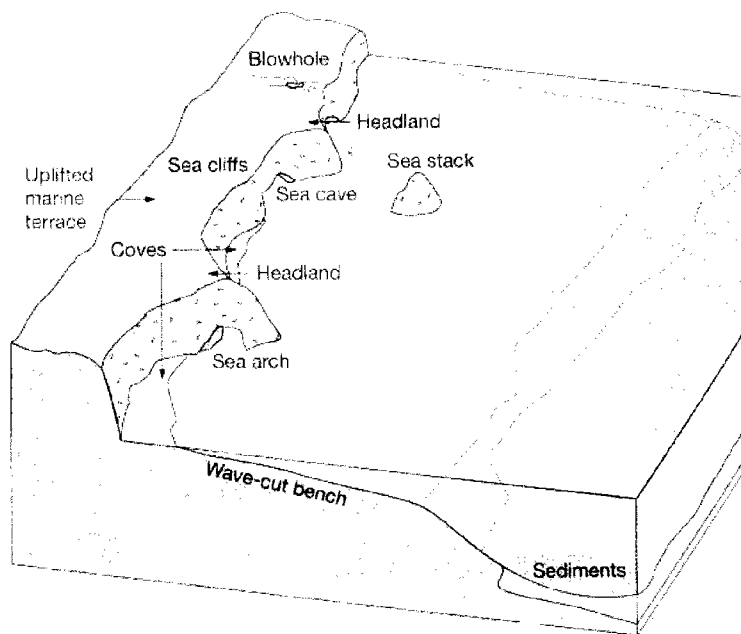 Blowhole
Headland
Sea cliffs
Sea stack
Uplifted
marine
terrace
Sea cave
Coves
Headland
Sea arch
Wave-cut bench
Sediments